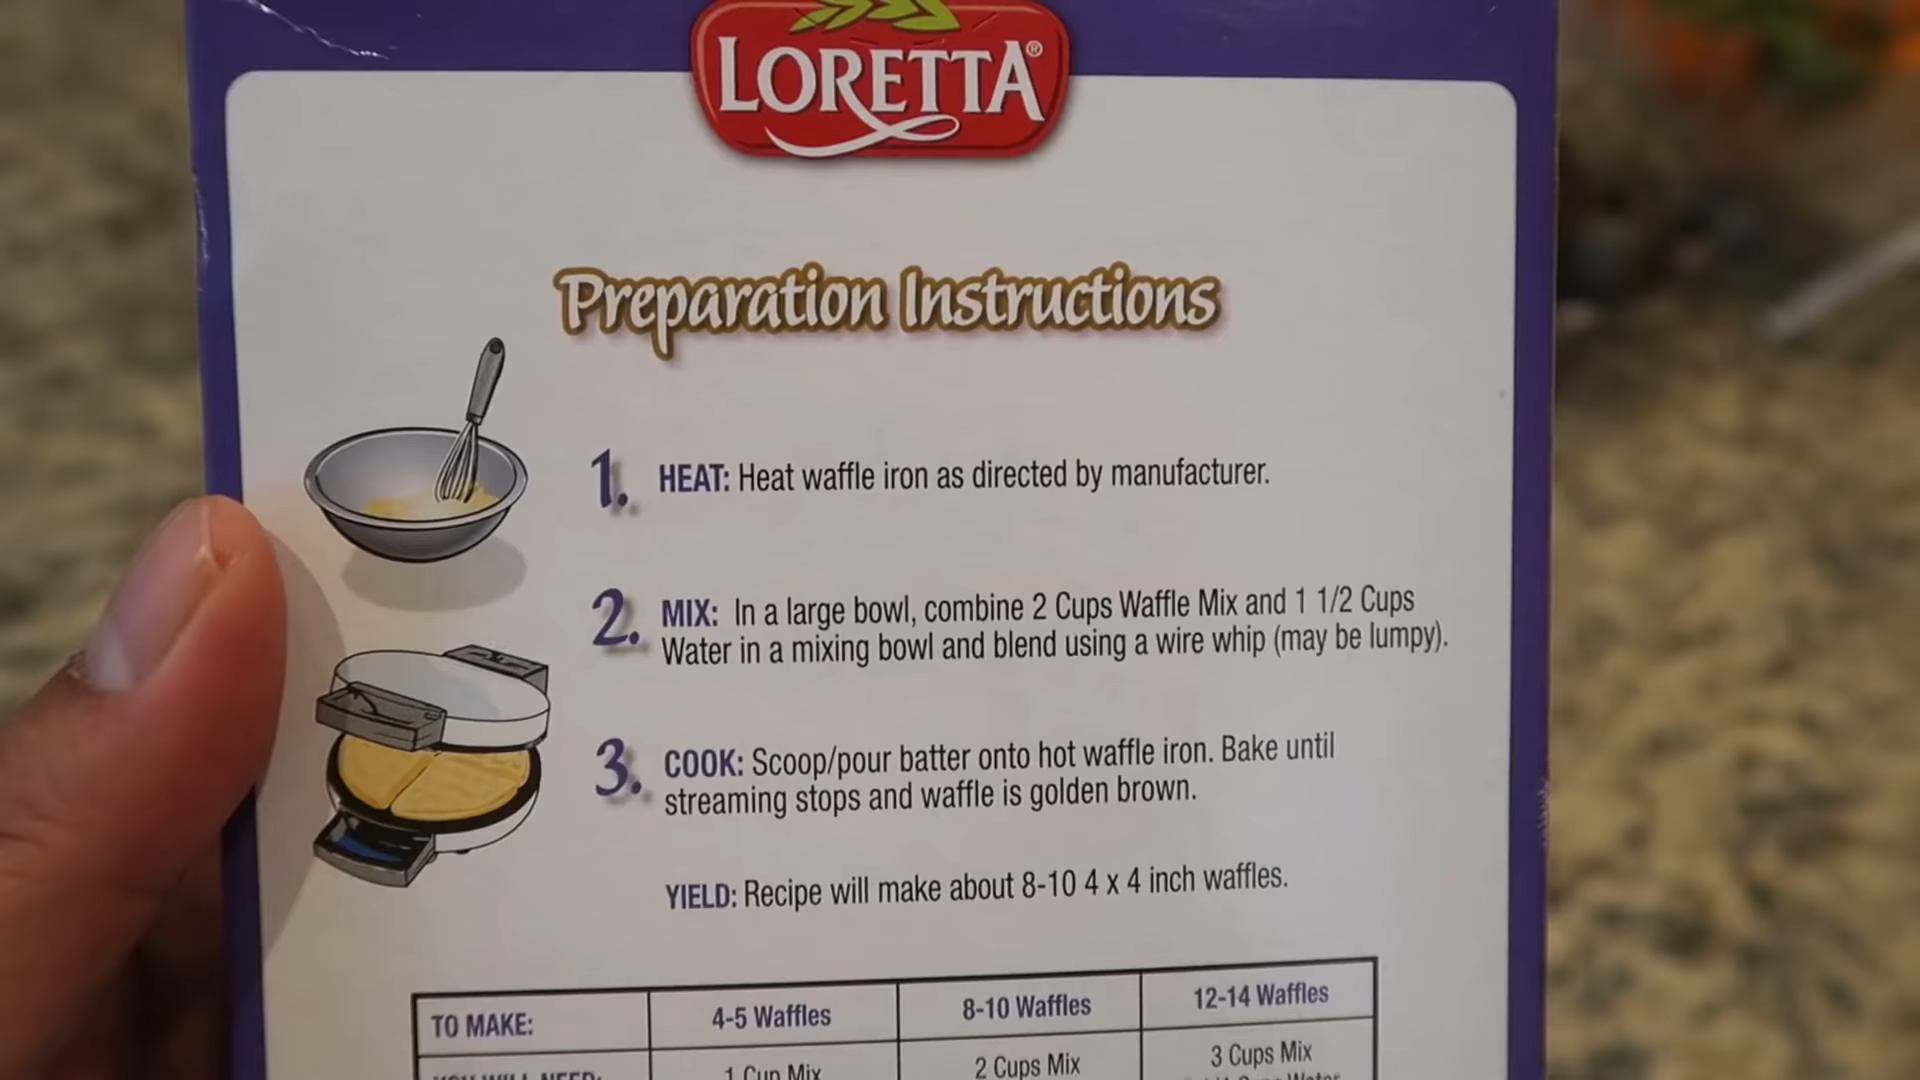 LORETTA®
Preparation Instructions
1. HEAT: Heat waffle iron as directed by manufacturer.
2. MIX: In a large bowl, combine 2 Cups Waffle Mix and 1 1/2 Cups
Water in a mixing bowl and blend using a wire whip (may be lumpy).
3. COOK: Scoop/pour batter onto hot waffle iron. Bake until
streaming stops and waffle is golden brown.
YIELD: Recipe will make about 8-10 4 x 4 inch waffles.
TO MAKE: 4-5 Waffles 8-10 Waffles 12-14 Waffles
YOU WILL NEED: 1 Cup Mix 2 Cups Mix 3 Cups Mix
Water